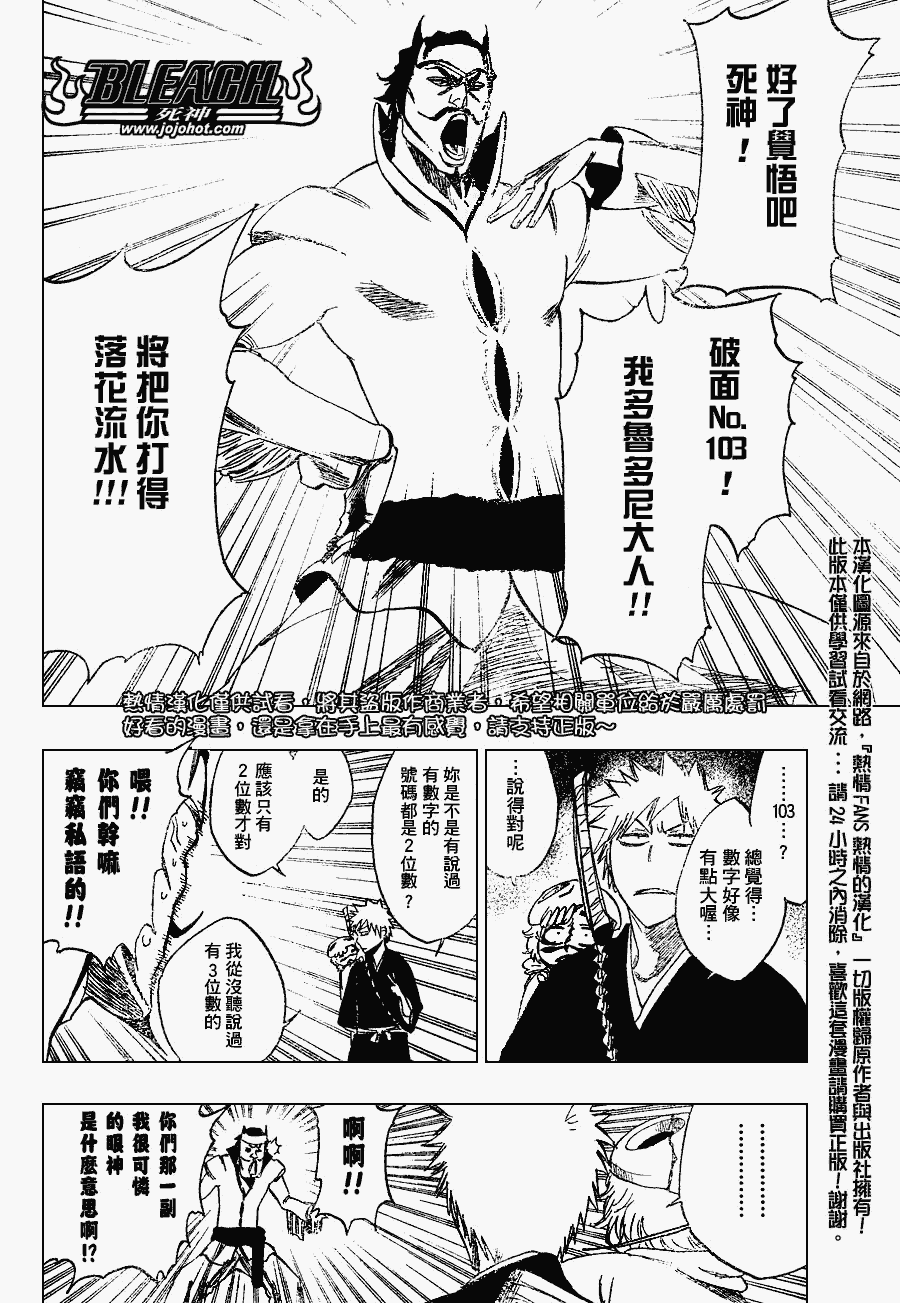 BLEACH
死神
www.jojohot.com
好了覺悟吧
死神！
破面
No.
103！
我多魯多尼大人!!
將把你打得
落花流水!!!
熱情漢化僅供試看，將其盜版作商業者，希望相關單位給於嚴厲處罰
好看的漫畫，還是拿在手上最有感覺，請支持正版～
本漢化圖源來自於網路，『熱情FANS熱情的漢化』一切版權歸原作者與出版社擁有！
此版本僅供學習試看交流…請24小時之內消除，喜歡這套漫畫請購買正版！謝謝。
……
103
…？
總覺得…
數字好像
有點大喔…
…說得對呢
妳是不是有說過
有數字的
號碼都是2位數？
是的
應該只有
2位數才對
我從沒聽說過
有3位數的
喂!!
你們幹嘛
竊竊私語的!!
…………
…………
啊啊!!
你們那一副
我很可憐
的眼神
是什麼意思啊!?